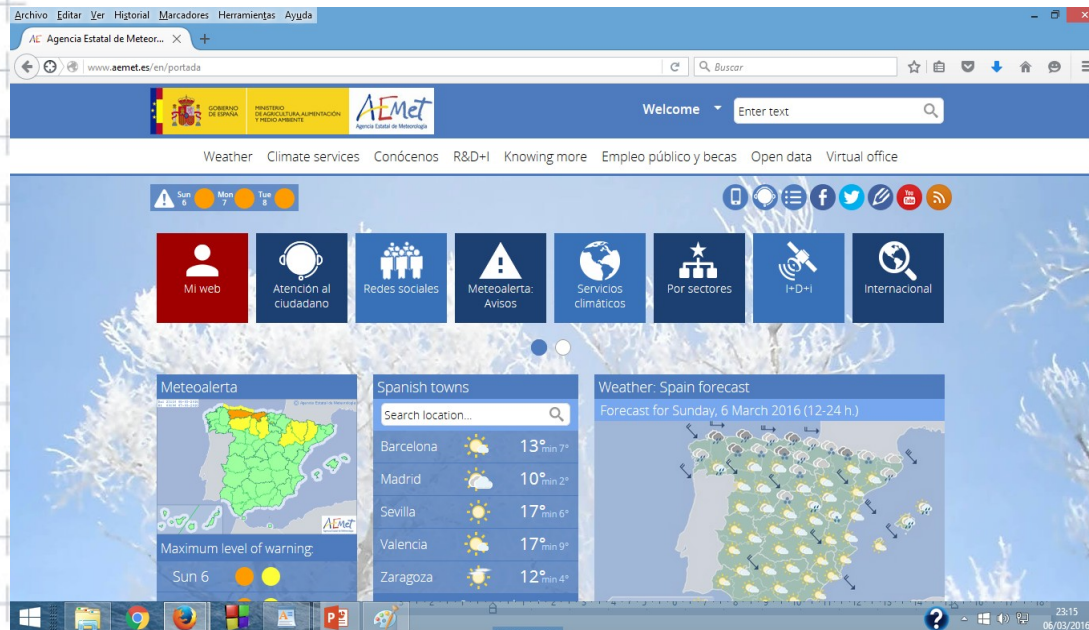 Archivo Editar Ver Historial Marcadores Herramientas Ayuda
AE Agencia Estatal de Meteor... × +
www.aemet.es/en/portada
Buscar
GOBIERNO DE ESPAÑA
MINISTERIO DE AGRICULTURA, ALIMENTACIÓN Y MEDIO AMBIENTE
AEMet
Agencia Estatal de Meteorología
Welcome
Enter text
Weather Climate services Conócenos R&D+I Knowing more Empleo público y becas Open data Virtual office
Sun 6 Mon 7 Tue 8
You Tube
Mi web
Atención al ciudadano
Redes sociales
Meteoalerta: Avisos
Servicios climáticos
Por sectores
I+D+i
Internacional
Meteoalerta
AEMet
Maximum level of warning:
Sun 6
Spanish towns
Search location...
Barcelona 13° min 7°
Madrid 10° min 2°
Sevilla 17° min 6°
Valencia 17° min 9°
Zaragoza 12° min 4°
Weather: Spain forecast
Forecast for Sunday, 6 March 2016 (12-24 h.)
23:15
06/03/2016